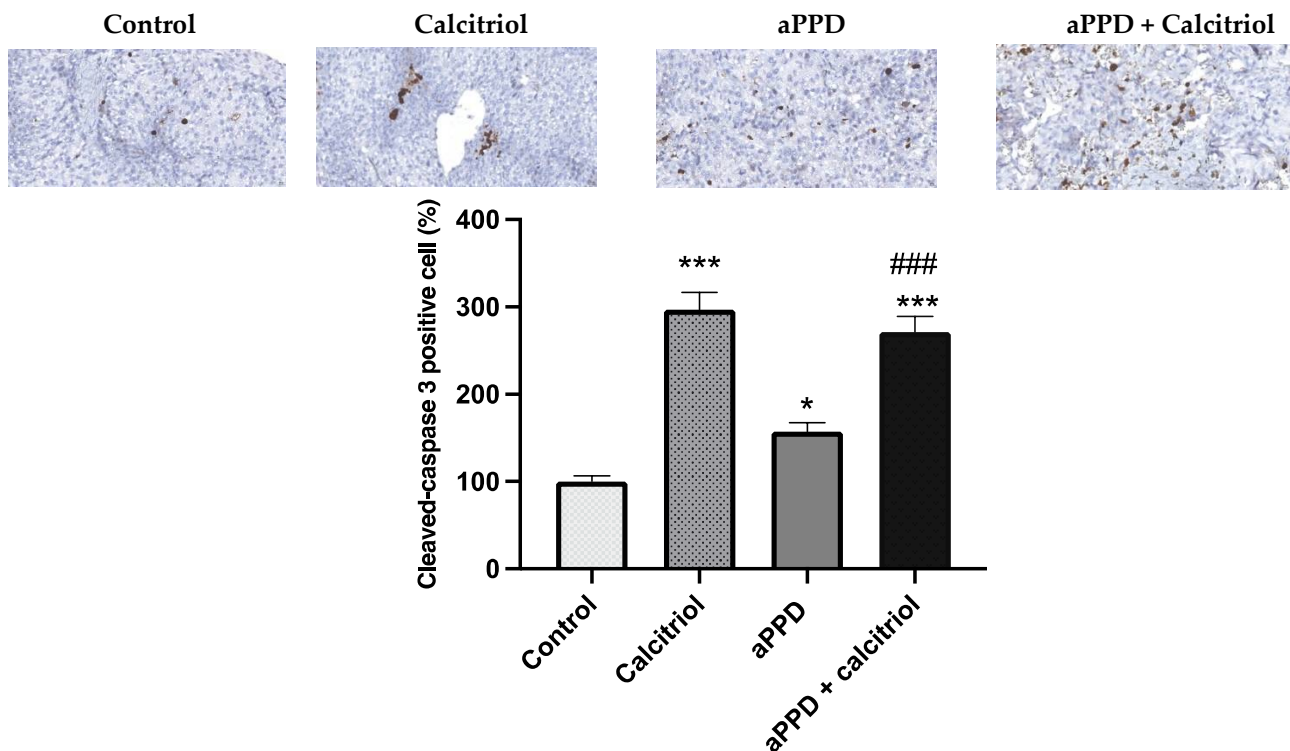 Control
Calcitriol
aPPD
aPPD + Calcitriol
Cleaved-caspase 3 positive cell (%)
400
300
200
100
0
***
*
###
***
Control
Calcitriol
aPPD
aPPD + calcitriol